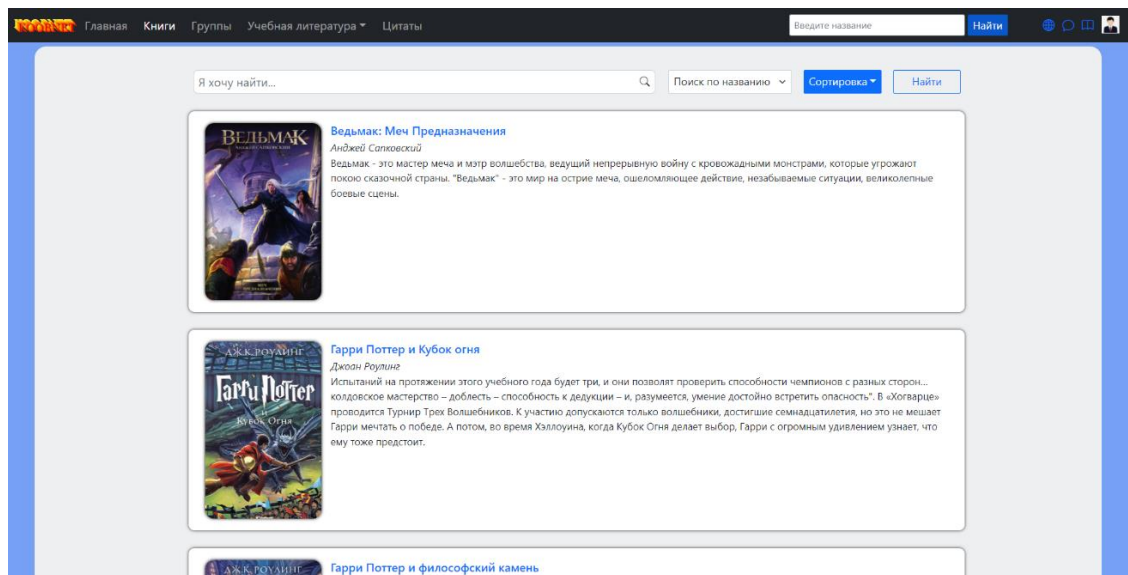 Главная Книги Группы Учебная литература Цитаты Введите название Найти
Я хочу найти... Поиск по названию Сортировка Найти
ВЕДЬМАК
Ведьмак: Меч Предназначения
Анджей Сапковский
Ведьмак - это мастер меча и мэтр волшебства, ведущий непрерывную войну с кровожадными монстрами, которые угрожают
покою сказочной страны. "Ведьмак" - это мир на острие меча, ошеломляющее действие, незабываемые ситуации, великолепные
боевые сцены.
ДЖ.К.РОУЛИНГ
Гарри Поттер
и
Кубок Огня
Гарри Поттер и Кубок огня
Джоан Роулинг
Испытаний на протяжении этого учебного года будет три, и они позволят проверить способности чемпионов с разных сторон...
колдовское мастерство – доблесть – способность к дедукции – и, разумеется, умение достойно встретить опасность". В «Хогварце»
проводится Турнир Трех Волшебников. К участию допускаются только волшебники, достигшие семнадцатилетия, но это не мешает
Гарри мечтать о победе. А потом, во время Хэллоуина, когда Кубок Огня делает выбор, Гарри с огромным удивлением узнает, что
ему тоже предстоит.
ДЖ.К.РОУЛИНГ
Гарри Поттер и философский камень